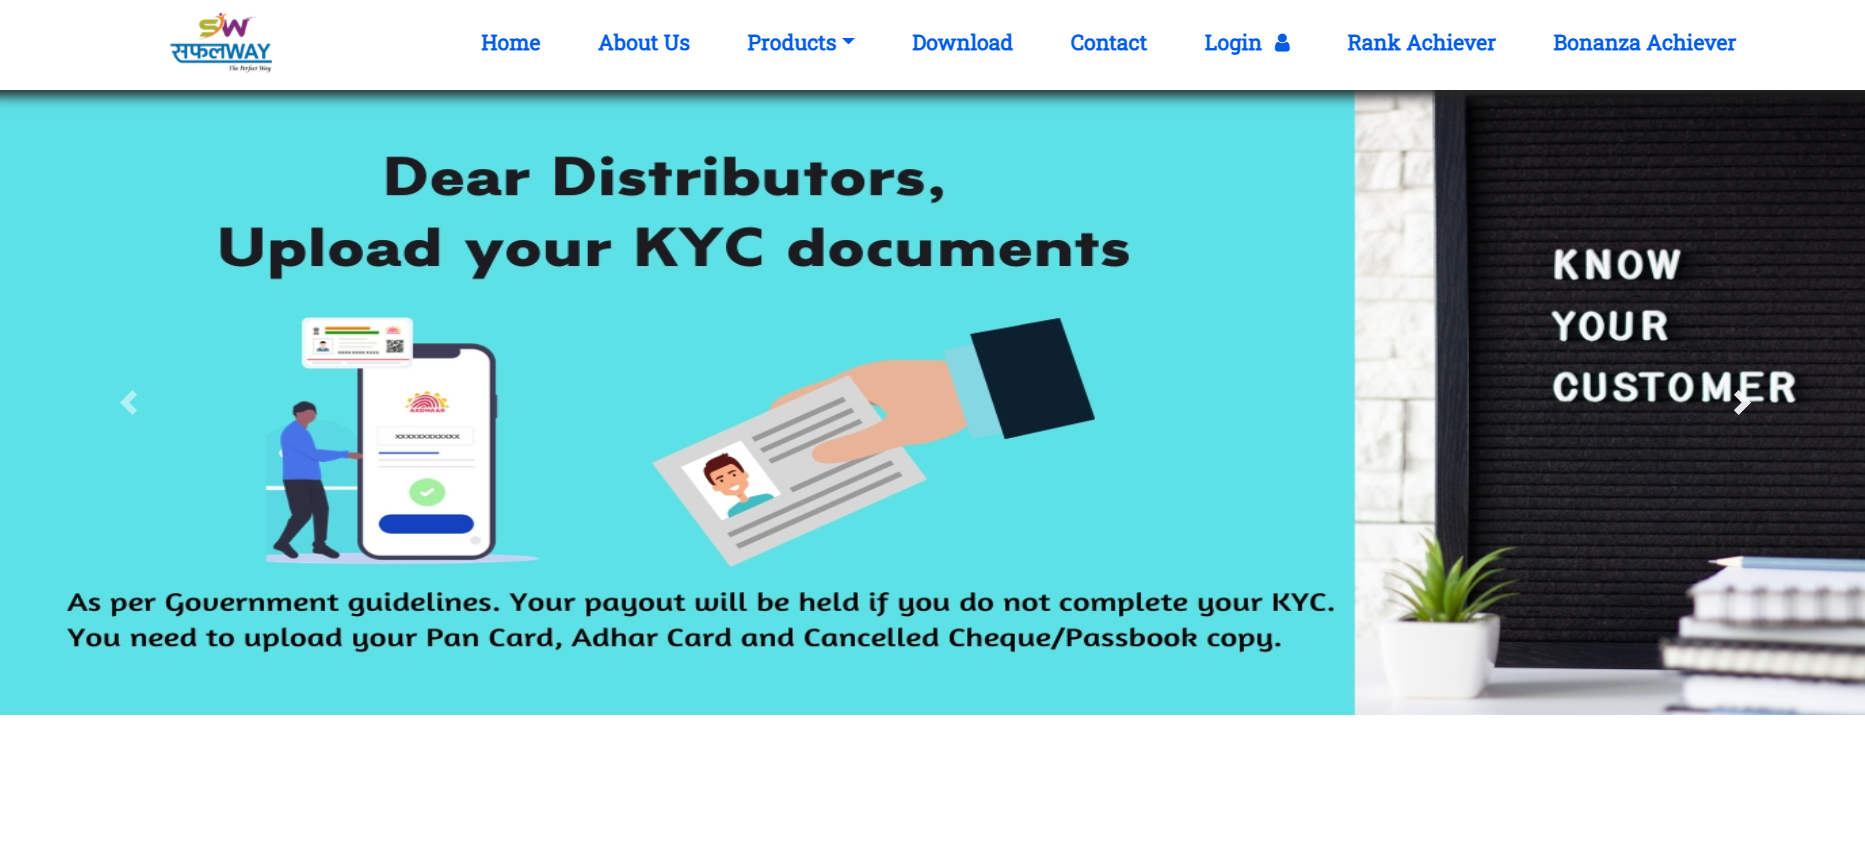 SW
सफलWAY
The Perfect Way
Home
About Us
Products
Download
Contact
Login
Rank Achiever
Bonanza Achiever
Dear Distributors,
Upload your KYC documents
XXXX XXXX XXXX
AADHAAR
XXXXXXXXXXXX
KNOW
YOUR
CUSTOMER
As per Government guidelines. Your payout will be held if you do not complete your KYC.
You need to upload your Pan Card, Adhar Card and Cancelled Cheque/Passbook copy.